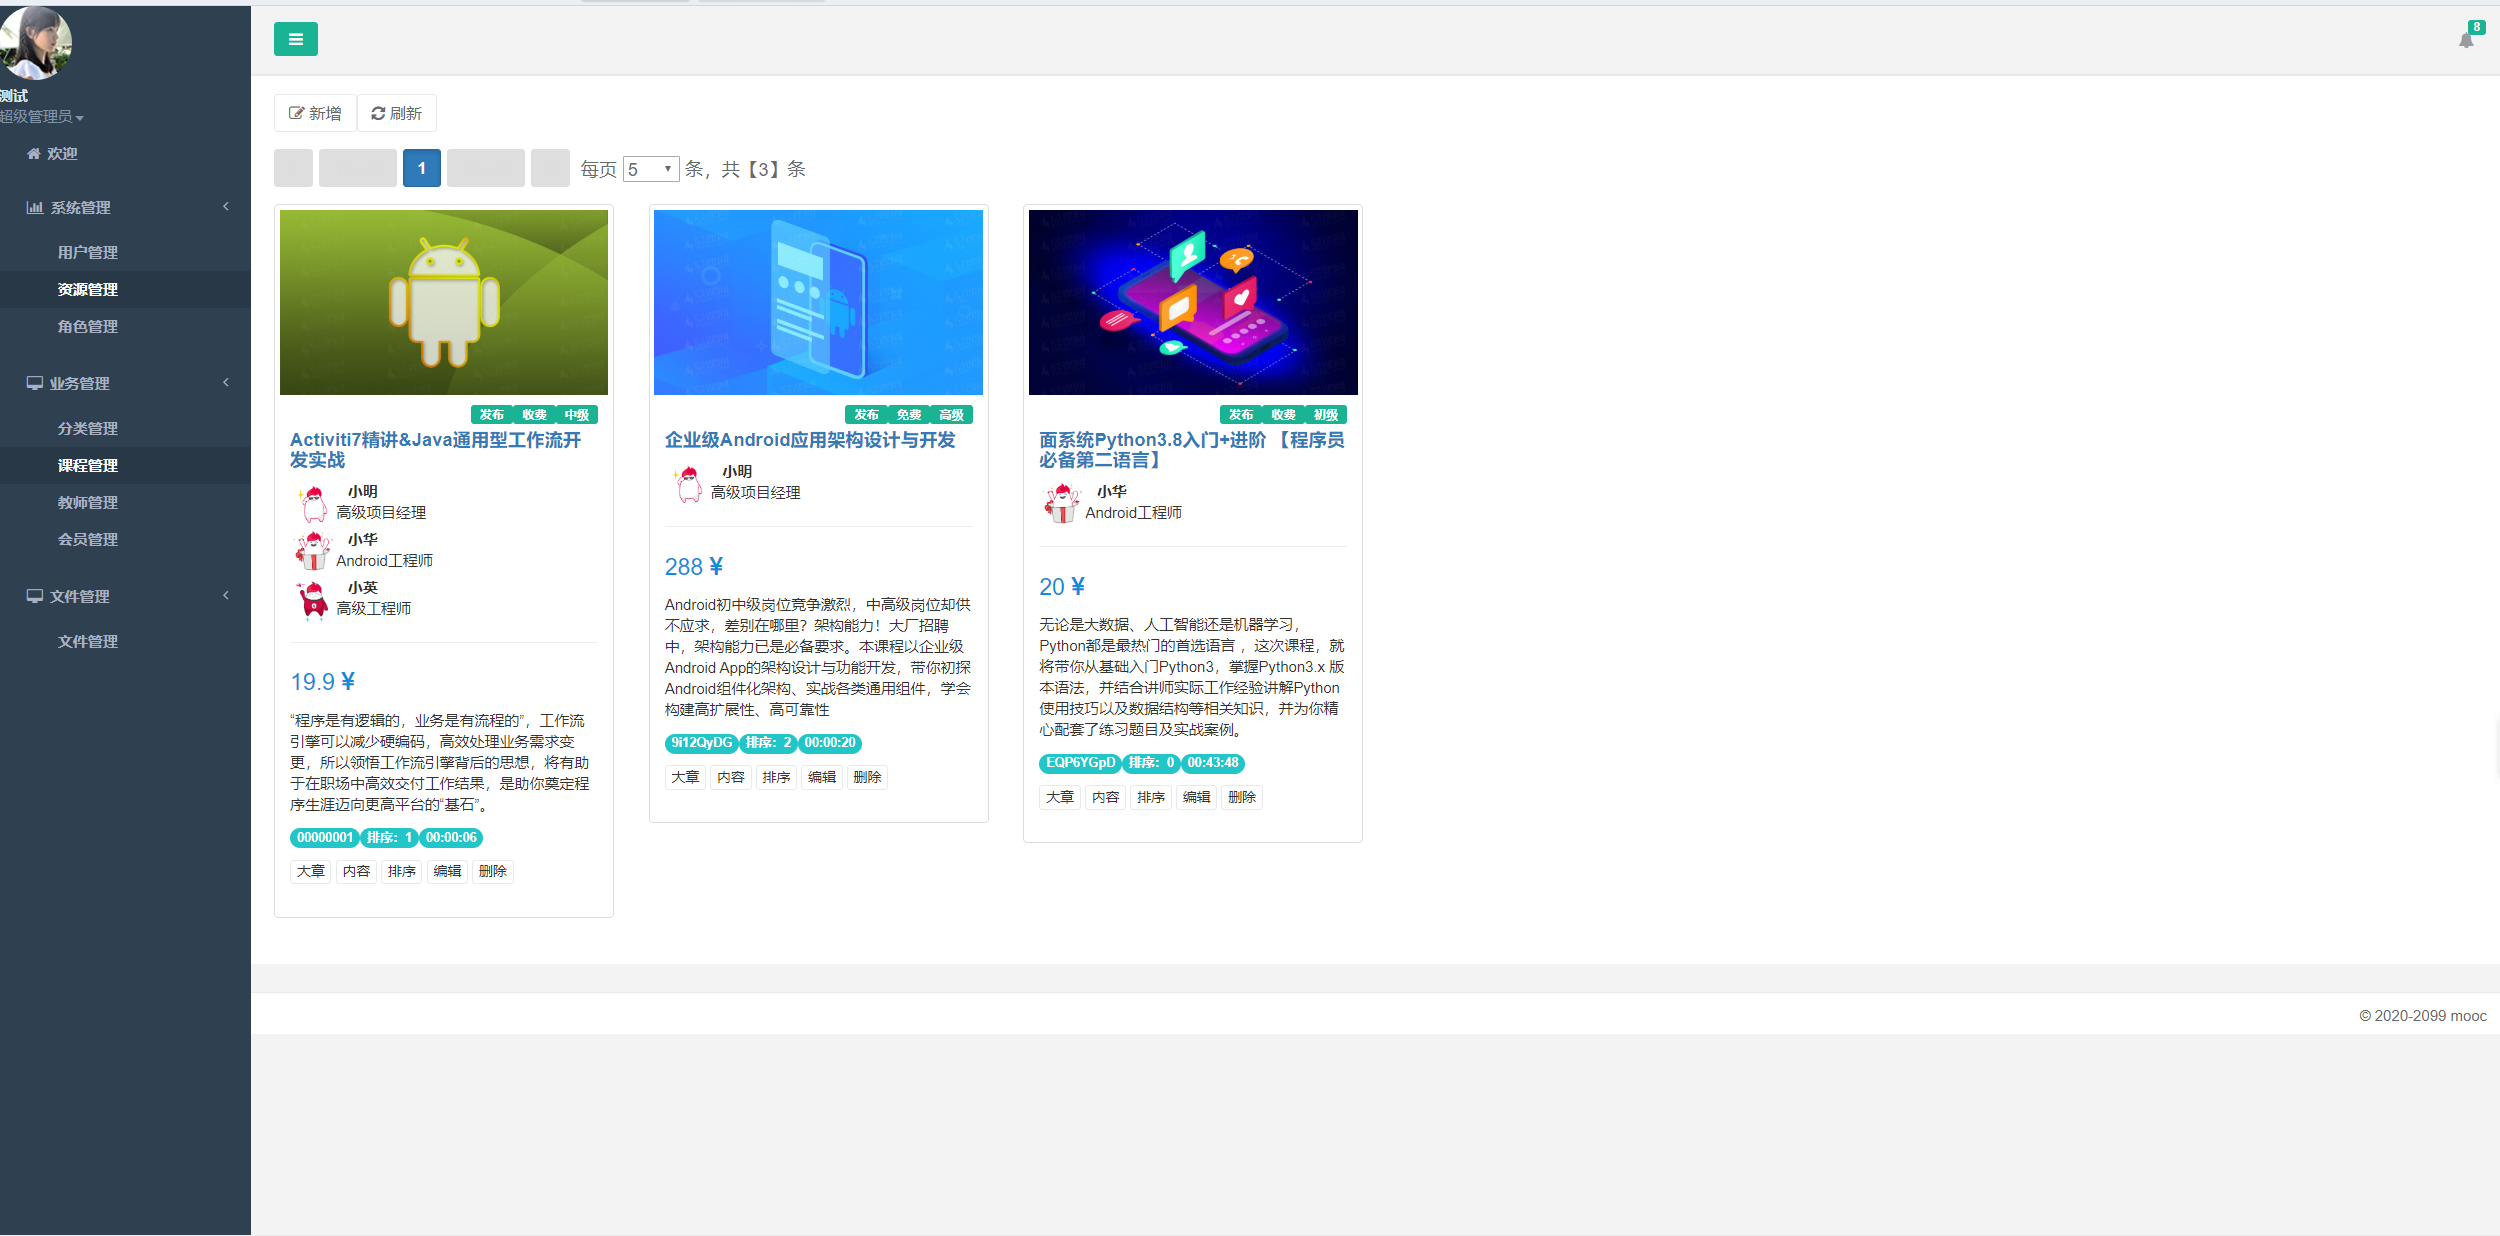 测试
超级管理员
欢迎
系统管理
用户管理
资源管理
角色管理
业务管理
分类管理
课程管理
教师管理
会员管理
文件管理
文件管理
8
新增 刷新
1 每页 5 条，共【3】条
发布 收费 中级
Activiti7精讲&Java通用型工作流开
发实战
小明
高级项目经理
小华
Android工程师
小英
高级工程师
19.9 ¥
“程序是有逻辑的，业务是有流程的”，工作流
引擎可以减少硬编码，高效处理业务需求变
更，所以领悟工作流引擎背后的思想，将有助
于在职场中高效交付工作结果，是助你奠定程
序生涯迈向更高平台的“基石”。
00000001 排序：1 00:00:06
大章 内容 排序 编辑 删除
发布 免费 高级
企业级Android应用架构设计与开发
小明
高级项目经理
288 ¥
Android初中级岗位竞争激烈，中高级岗位却供
不应求，差别在哪里？架构能力！大厂招聘
中，架构能力已是必备要求。本课程以企业级
Android App的架构设计与功能开发，带你初探
Android组件化架构、实战各类通用组件，学会
构建高扩展性、高可靠性
9i12QyDG 排序：2 00:00:20
大章 内容 排序 编辑 删除
发布 收费 初级
面系统Python3.8入门+进阶 【程序员
必备第二语言】
小华
Android工程师
20 ¥
无论是大数据、人工智能还是机器学习，
Python都是最热门的首选语言 ，这次课程，就
将带你从基础入门Python3，掌握Python3.x 版
本语法，并结合讲师实际工作经验讲解Python
使用技巧以及数据结构等相关知识，并为你精
心配套了练习题目及实战案例。
EQP6YGpD 排序：0 00:43:48
大章 内容 排序 编辑 删除
© 2020-2099 mooc